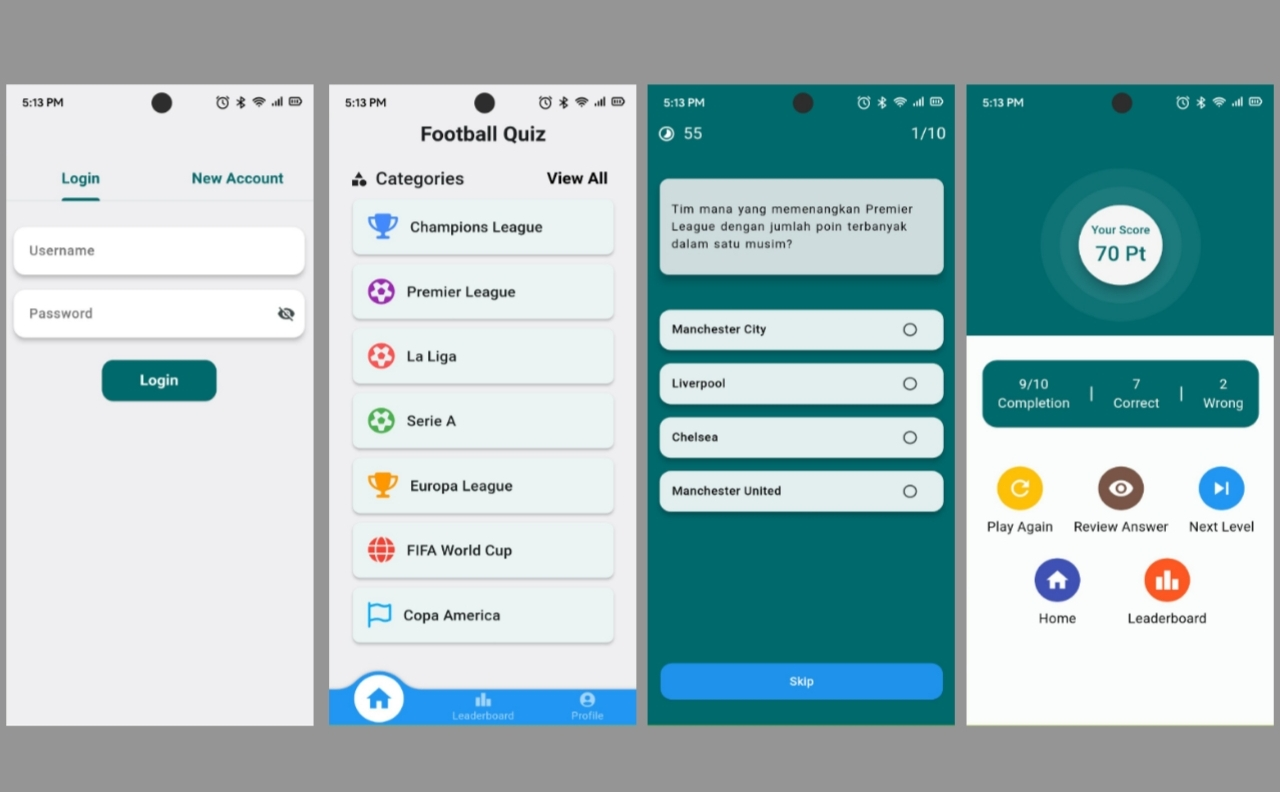 5:13 PM
Login
New Account
Username
Password
Login
5:13 PM
Football Quiz
Categories
View All
Champions League
Premier League
La Liga
Serie A
Europa League
FIFA World Cup
Copa America
Leaderboard
Profile
5:13 PM
55
1/10
Tim mana yang memenangkan Premier
League dengan jumlah poin terbanyak
dalam satu musim?
Manchester City
Liverpool
Chelsea
Manchester United
Skip
5:13 PM
Your Score
70 Pt
9/10 | 7 | 2
Completion Correct Wrong
Play Again
Review Answer
Next Level
Home
Leaderboard